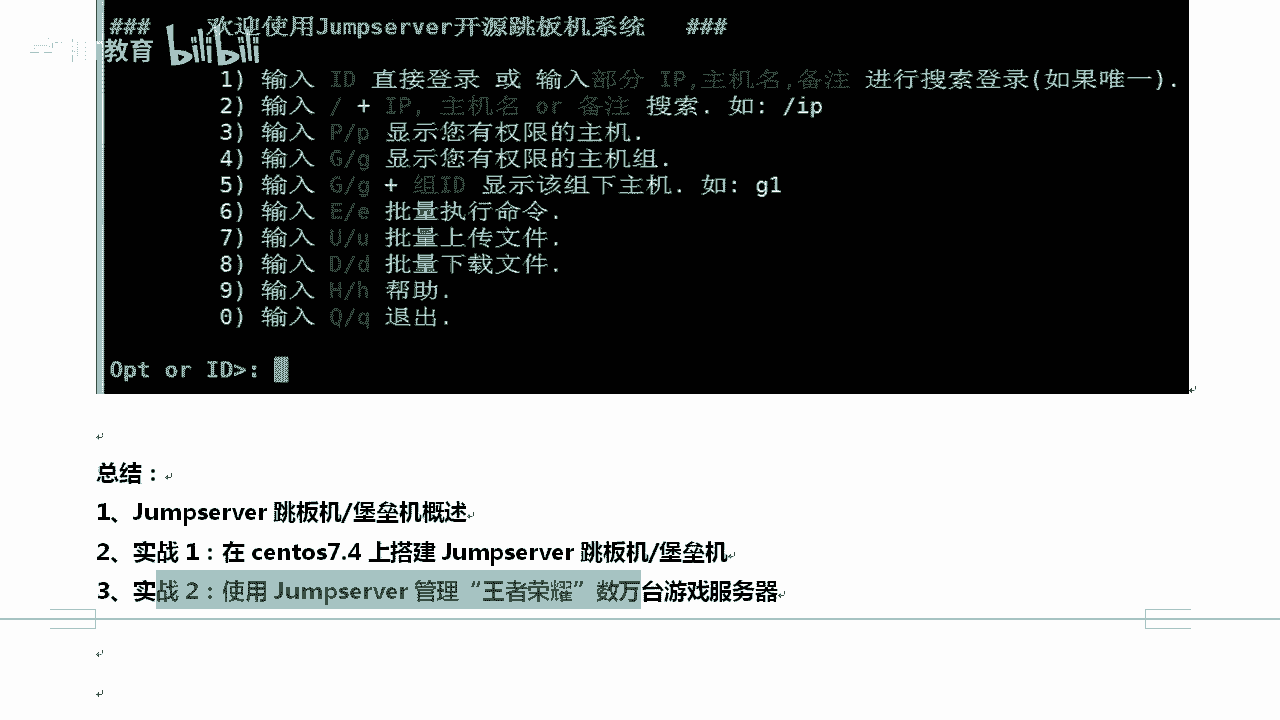 ### 欢迎使用Jumpserver开源跳板机系统 ###
教育 bilibili
1) 输入 ID 直接登录 或 输入部分 IP,主机名,备注 进行搜索登录(如果唯一).
2) 输入 / + IP, 主机名 or 备注 搜索. 如: /ip
3) 输入 P/p 显示您有权限的主机.
4) 输入 G/g 显示您有权限的主机组.
5) 输入 G/g + 组ID 显示该组下主机. 如: g1
6) 输入 E/e 批量执行命令.
7) 输入 U/u 批量上传文件.
8) 输入 D/d 批量下载文件.
9) 输入 H/h 帮助.
0) 输入 Q/q 退出.
Opt or ID>:
总结：
1、Jumpserver 跳板机/堡垒机概述
2、实战 1：在 centos7.4 上搭建 Jumpserver 跳板机/堡垒机
3、实战 2：使用 Jumpserver 管理“王者荣耀”数万台游戏服务器